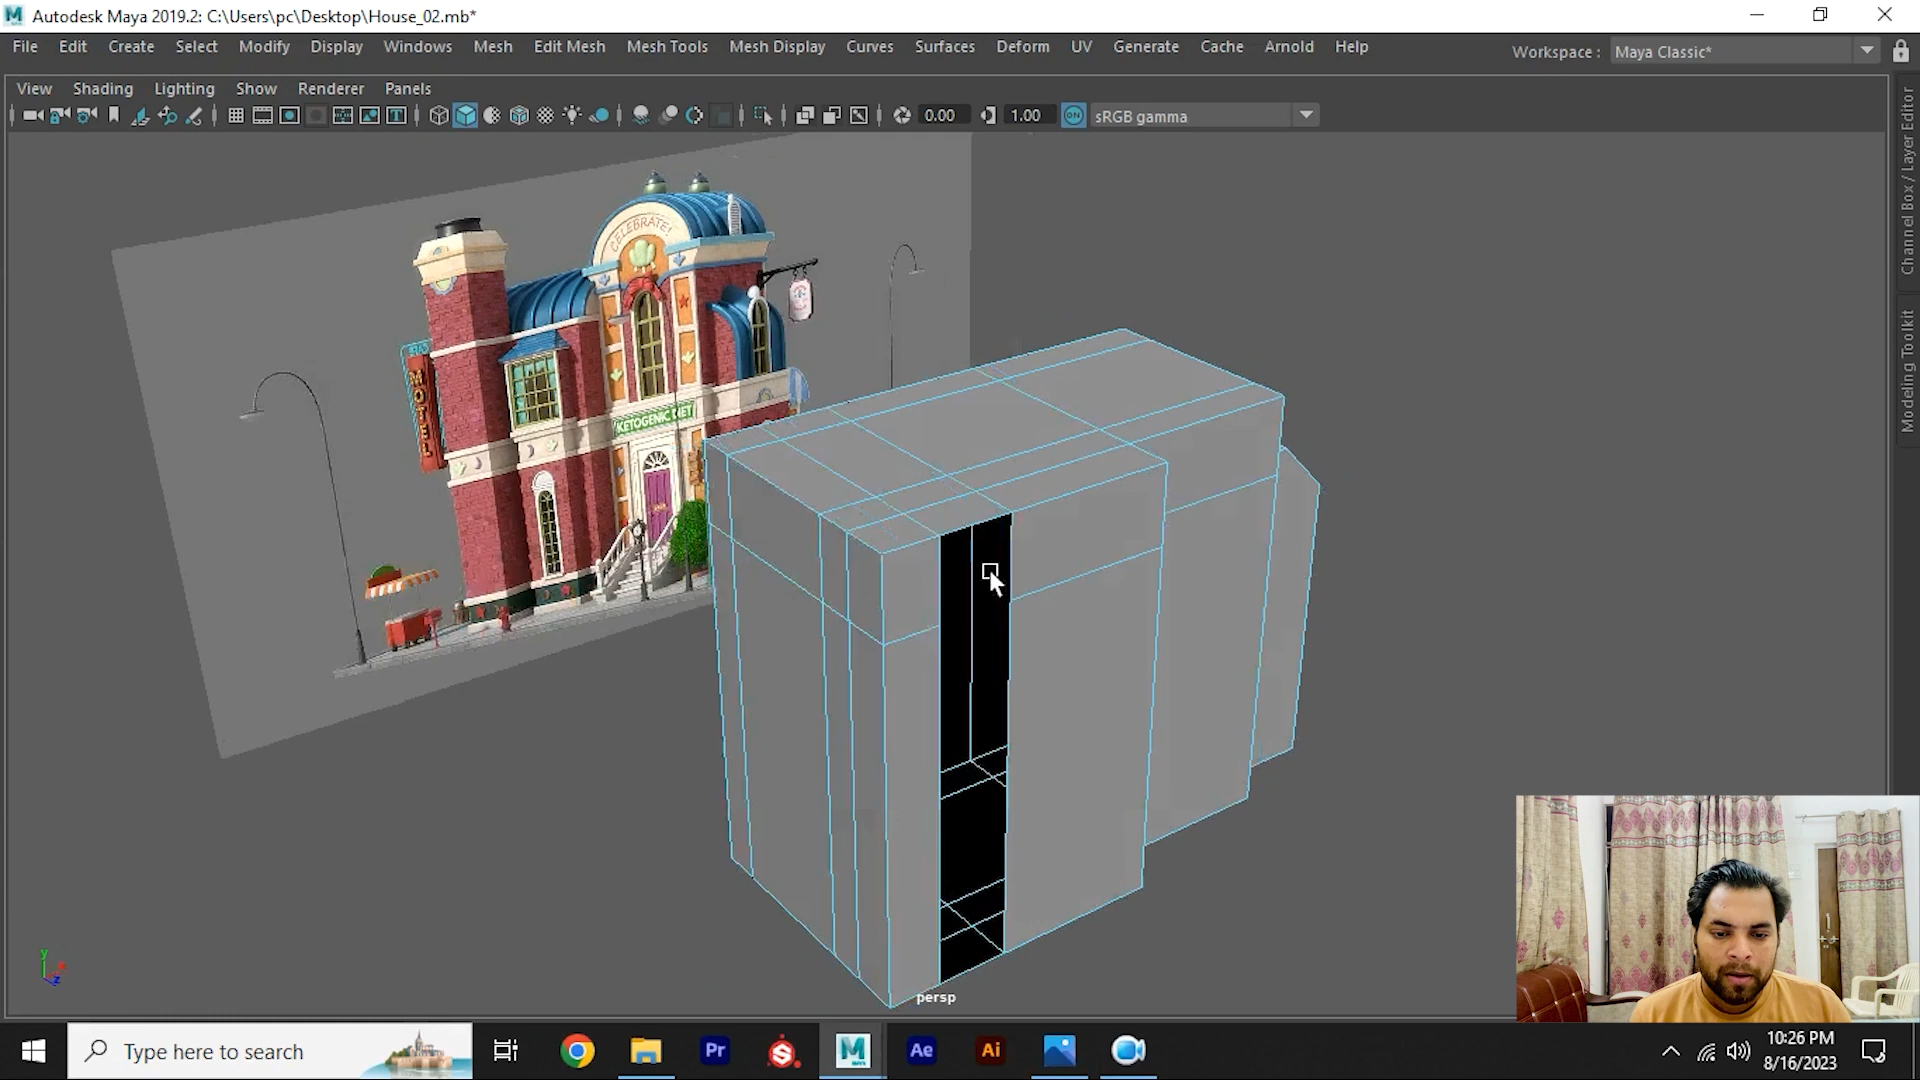 Autodesk Maya 2019.2: C:\Users\pc\Desktop\House_02.mb*
File Edit Create Select Modify Display Windows Mesh Edit Mesh Mesh Tools Mesh Display Curves Surfaces Deform UV Generate Cache Arnold Help
Workspace : Maya Classic*
View Shading Lighting Show Renderer Panels
0.00 1.00 ON sRGB gamma
Channel Box / Layer Editor
Modeling Toolkit
CELEBRATE!
MOTEL
KETOGENIC DIET
y
z
persp
Type here to search
Pr
M
MAYA
Ae
Ai
10:26 PM
8/16/2023